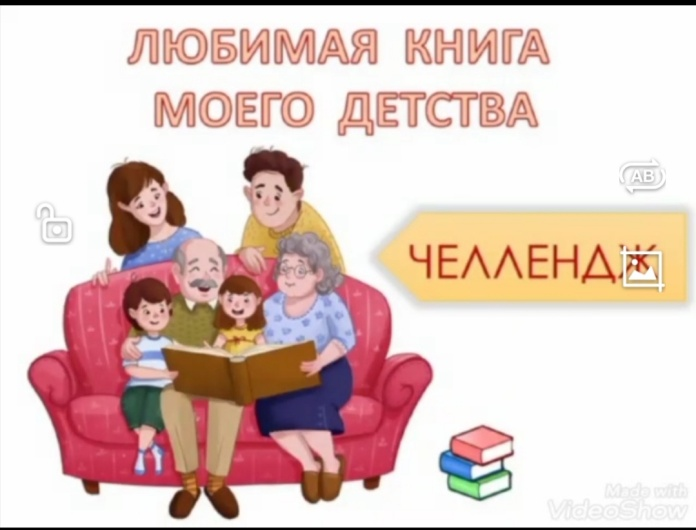 ЛЮБИМАЯ КНИГА
МОЕГО ДЕТСТВА
AB
ЧЕЛЛЕНДЖ
Made with
VideoShow